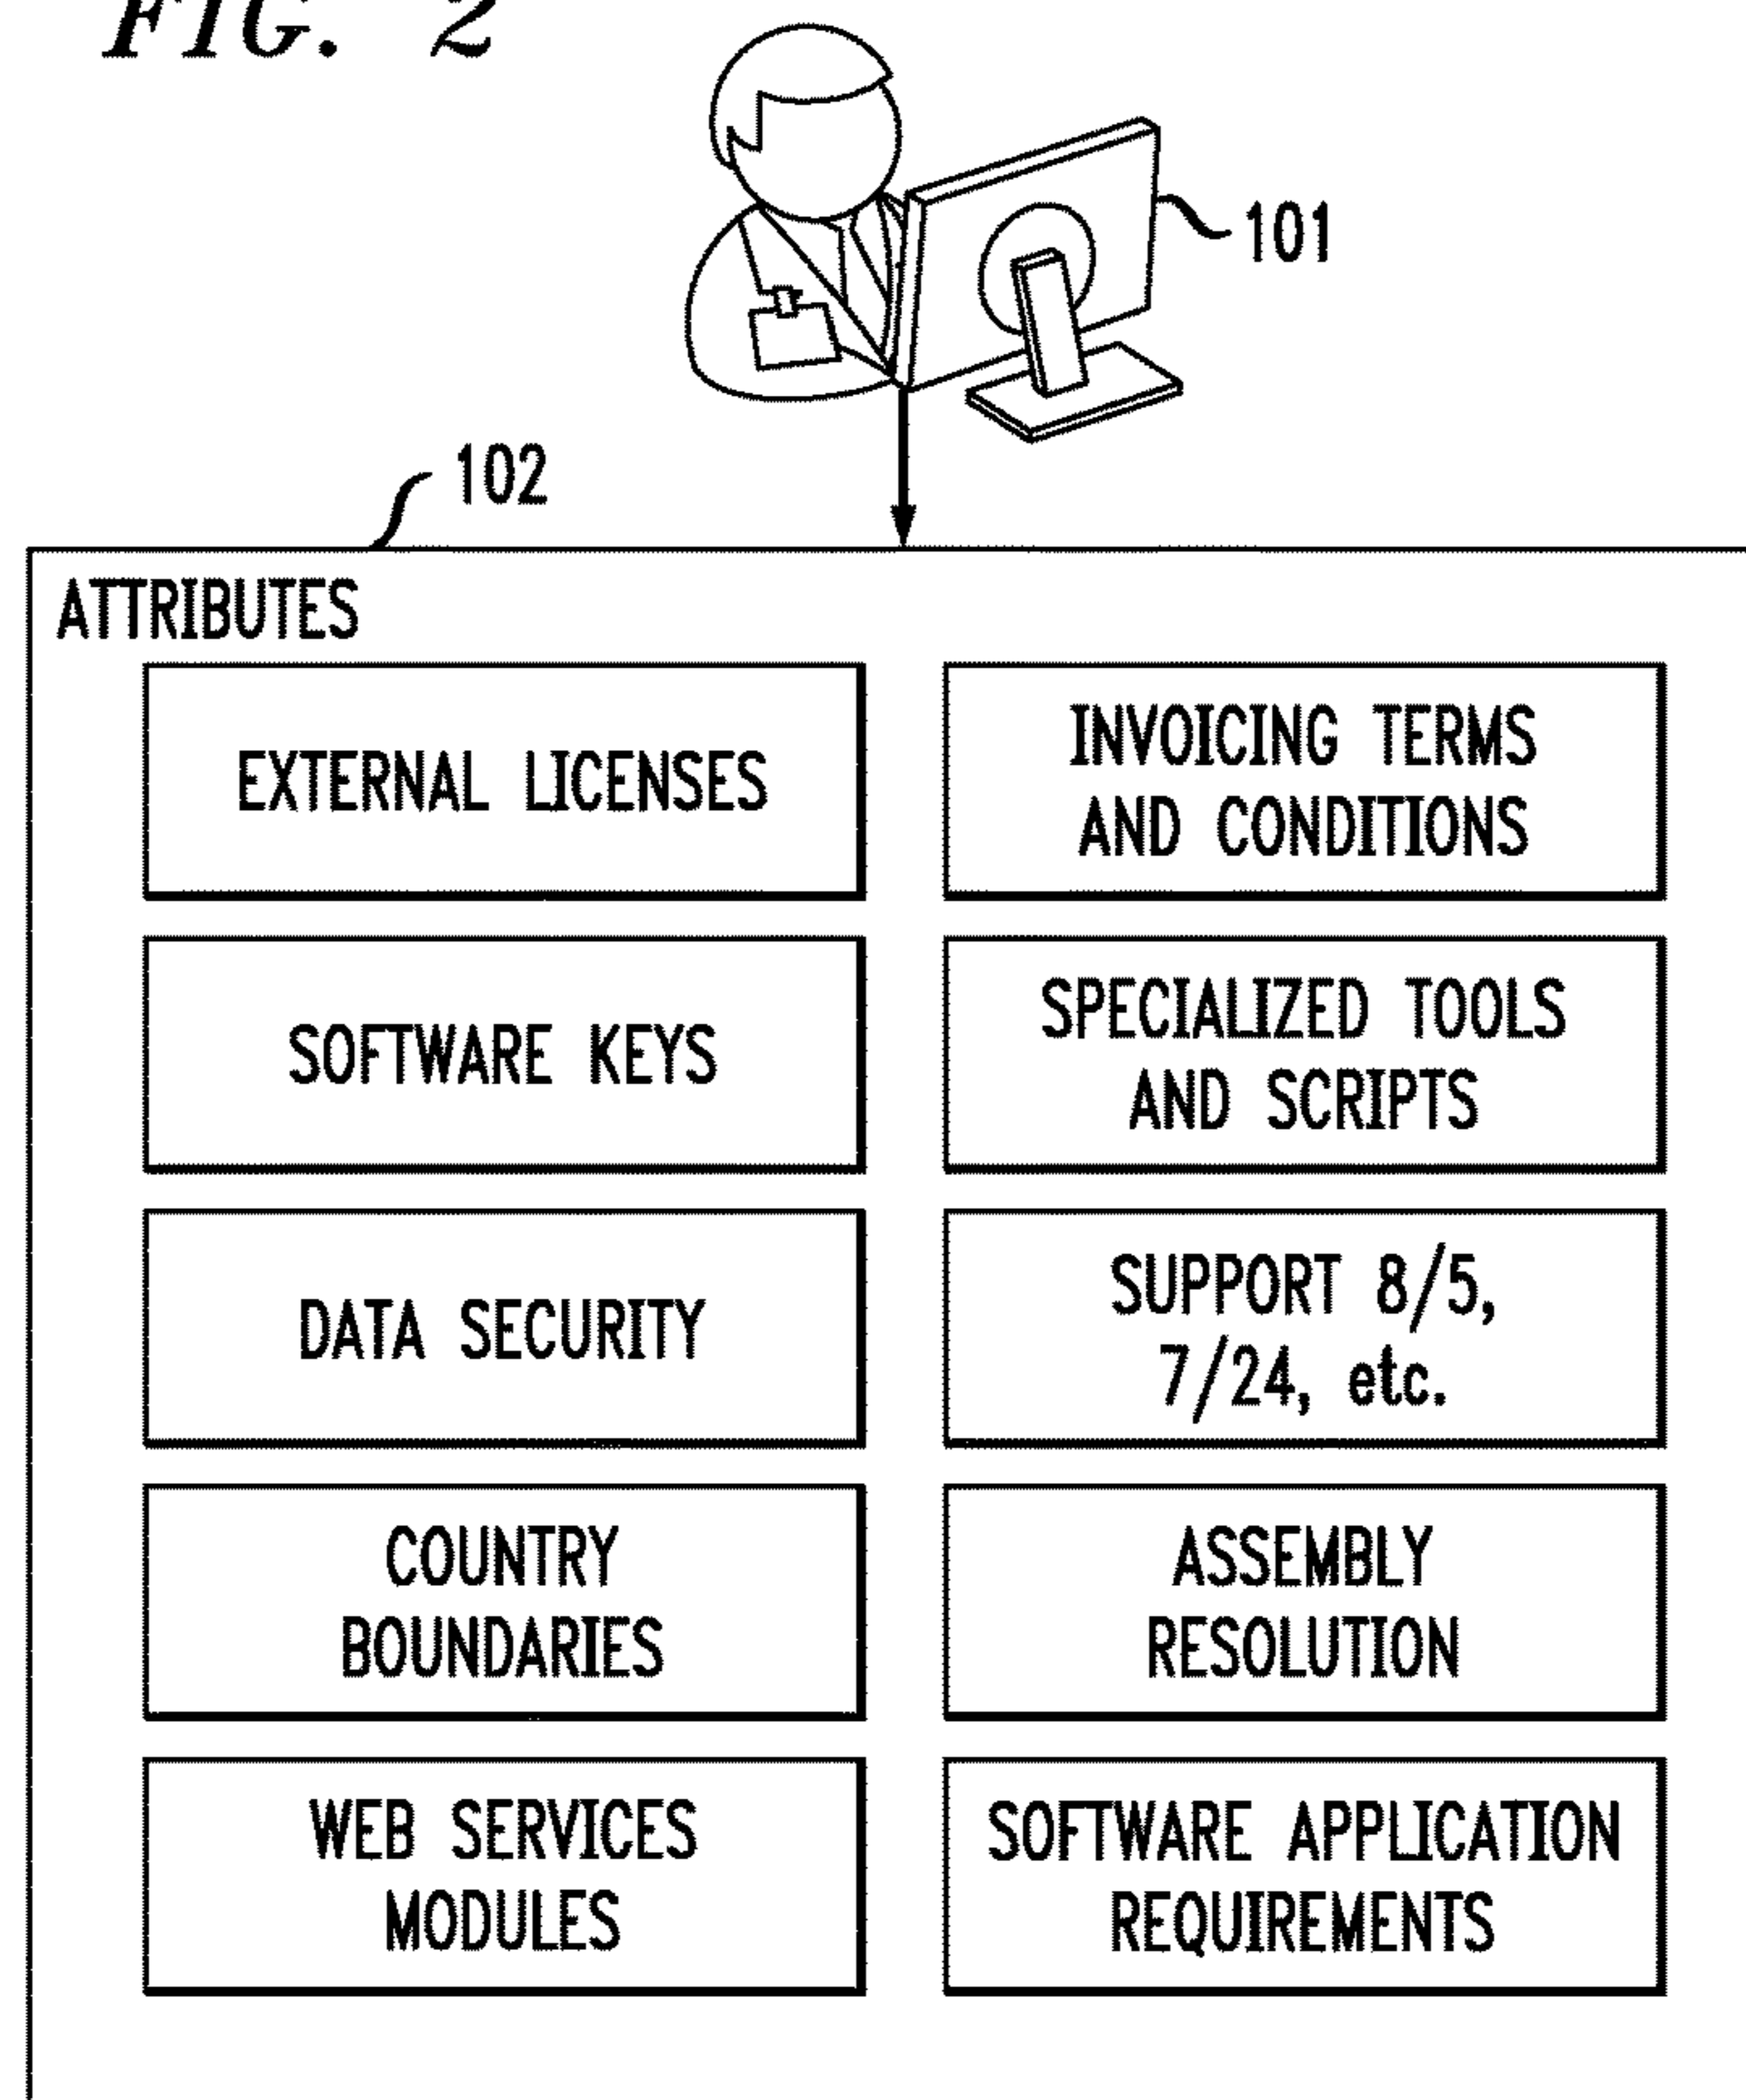 FIG. 2
101
102
ATTRIBUTES
EXTERNAL LICENSES
INVOICING TERMS
AND CONDITIONS
SOFTWARE KEYS
SPECIALIZED TOOLS
AND SCRIPTS
DATA SECURITY
SUPPORT 8/5,
7/24, etc.
COUNTRY
BOUNDARIES
ASSEMBLY
RESOLUTION
WEB SERVICES
MODULES
SOFTWARE APPLICATION
REQUIREMENTS